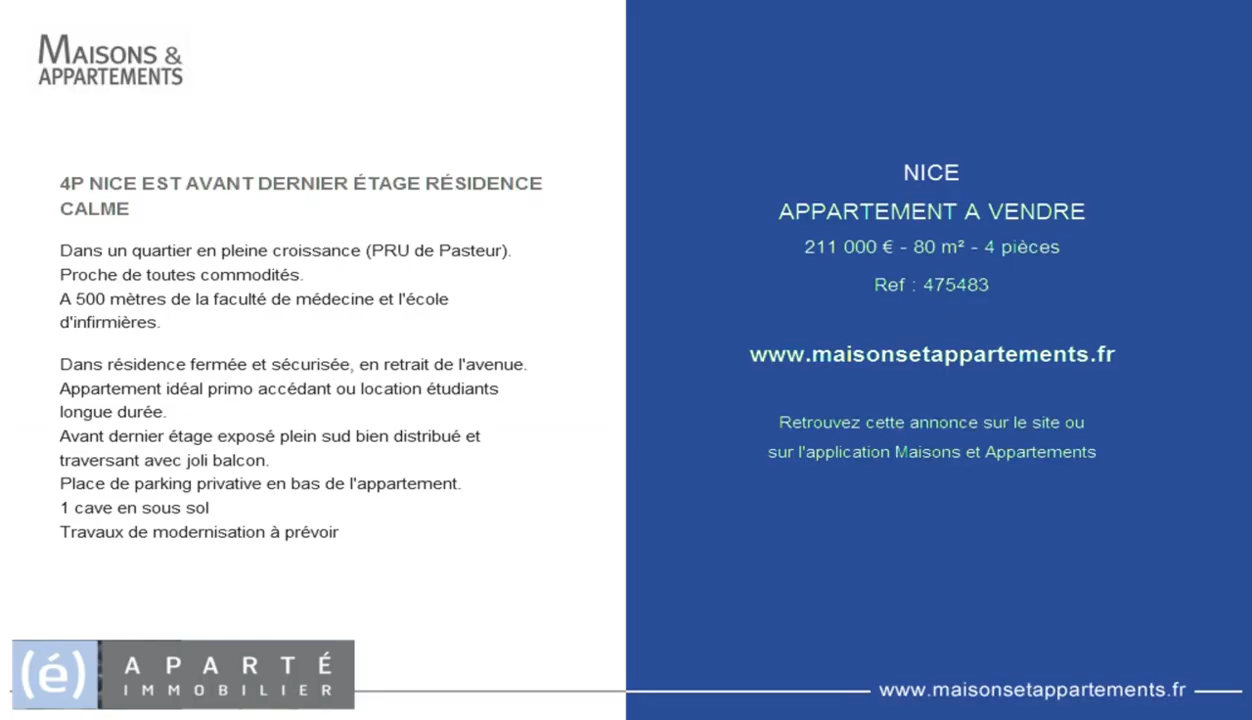 MAISONS &
APPARTEMENTS
4P NICE EST AVANT DERNIER ÉTAGE RÉSIDENCE
CALME
Dans un quartier en pleine croissance (PRU de Pasteur).
Proche de toutes commodités.
A 500 mètres de la faculté de médecine et l'école
d'infirmières.
Dans résidence fermée et sécurisée, en retrait de l'avenue.
Appartement idéal primo accédant ou location étudiants
longue durée.
Avant dernier étage exposé plein sud bien distribué et
traversant avec joli balcon.
Place de parking privative en bas de l'appartement.
1 cave en sous sol
Travaux de modernisation à prévoir
(é) APARTÉ
IMMOBILIER
NICE
APPARTEMENT A VENDRE
211 000 € - 80 m² - 4 pièces
Ref : 475483
www.maisonsetappartements.fr
Retrouvez cette annonce sur le site ou
sur l'application Maisons et Appartements
www.maisonsetappartements.fr